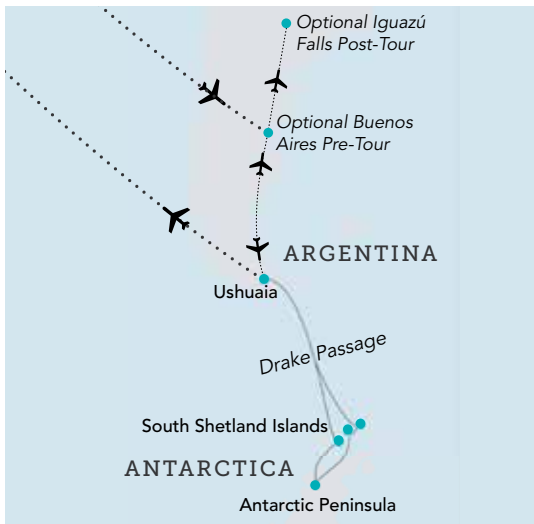 Optional Iguazú
Falls Post-Tour
Optional Buenos
Aires Pre-Tour
ARGENTINA
Ushuaia
Drake Passage
South Shetland Islands
ANTARCTICA
Antarctic Peninsula